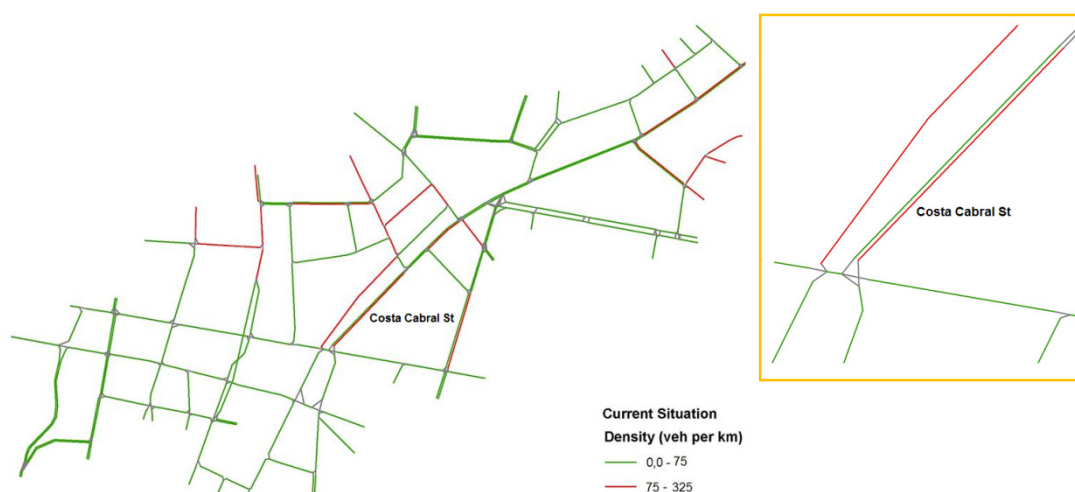 Costa Cabral St
Costa Cabral St
Current Situation
Density (veh per km)
0,0 - 75
75 - 325